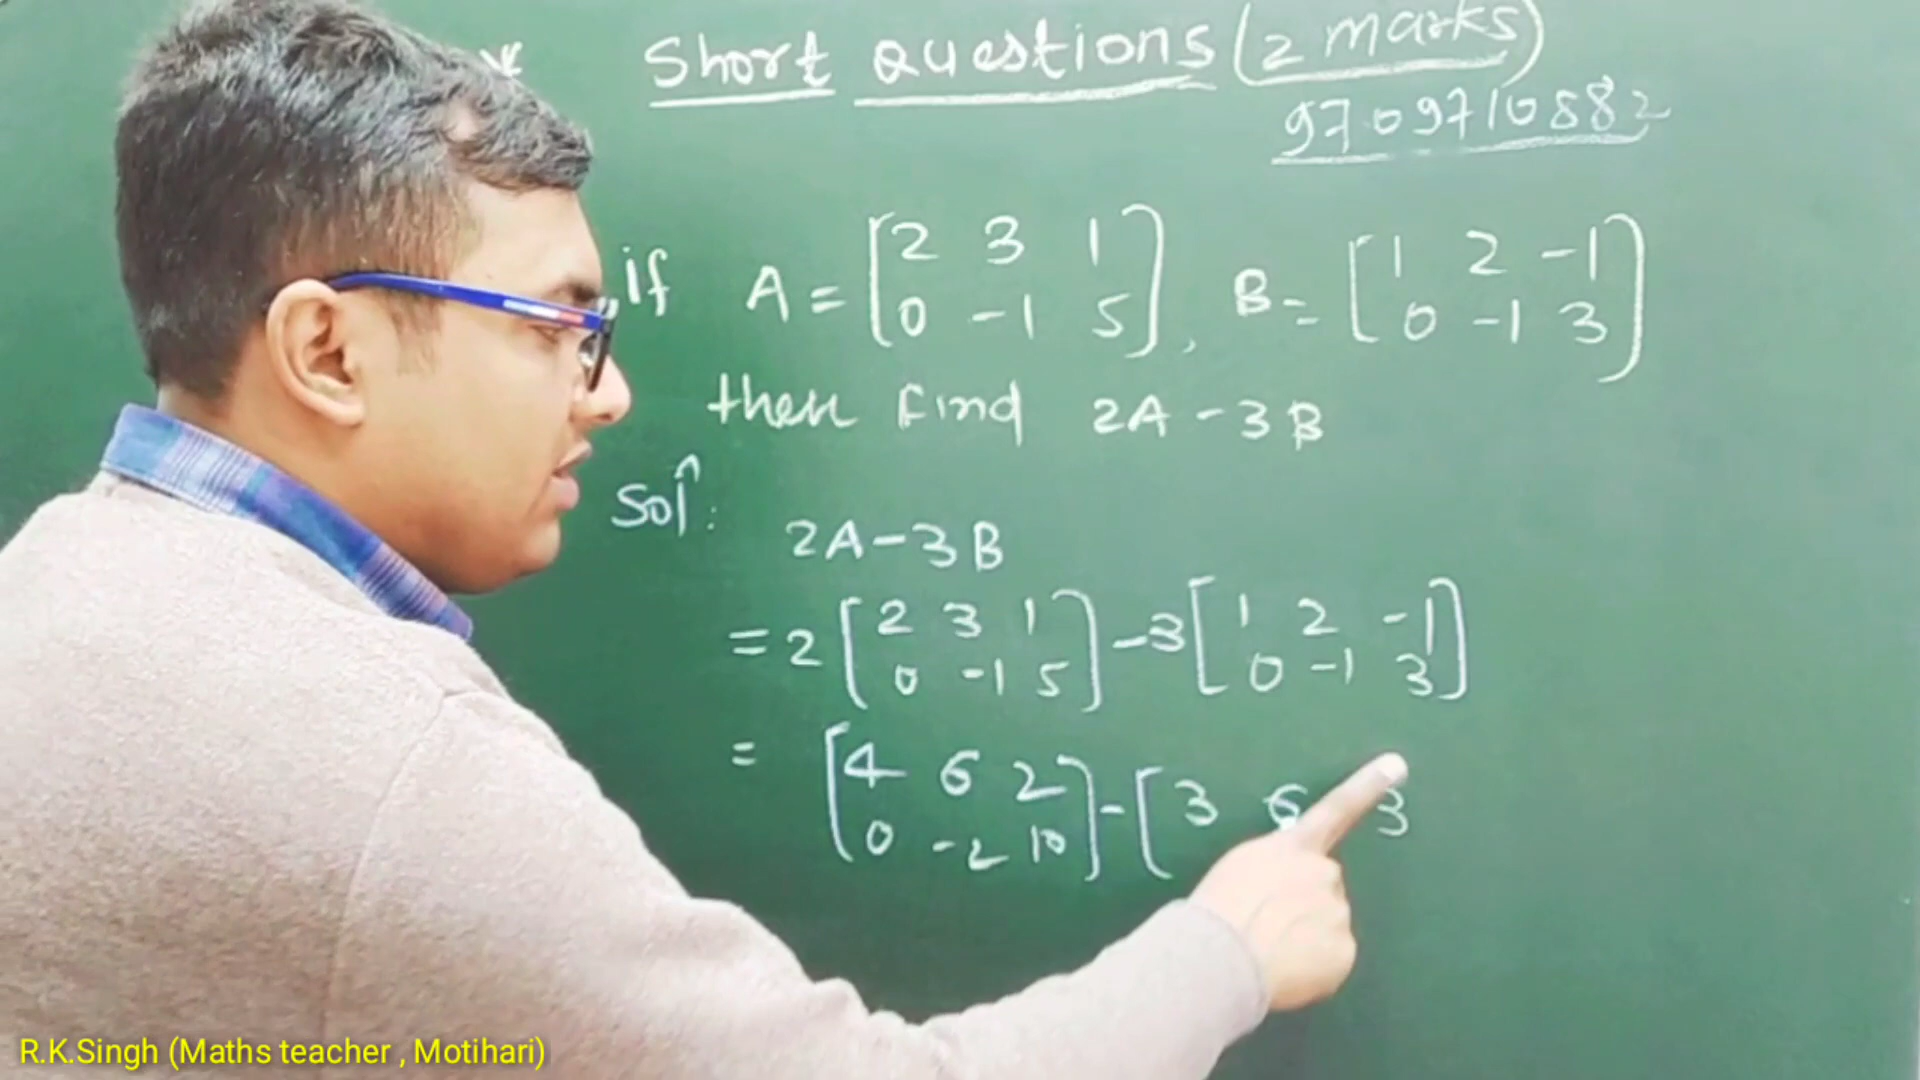 Short Questions (2 marks)
9709710882
if A = [2 3 1
0 -1 5], B = [1 2 -1
0 -1 3]
then find 2A - 3B
Solⁿ:
2A - 3B
= 2 [2 3 1
0 -1 5] - 3 [1 2 -1
0 -1 3]
= [4 6 2
0 -2 10] - [3 6 3
R.K.Singh (Maths teacher , Motihari)